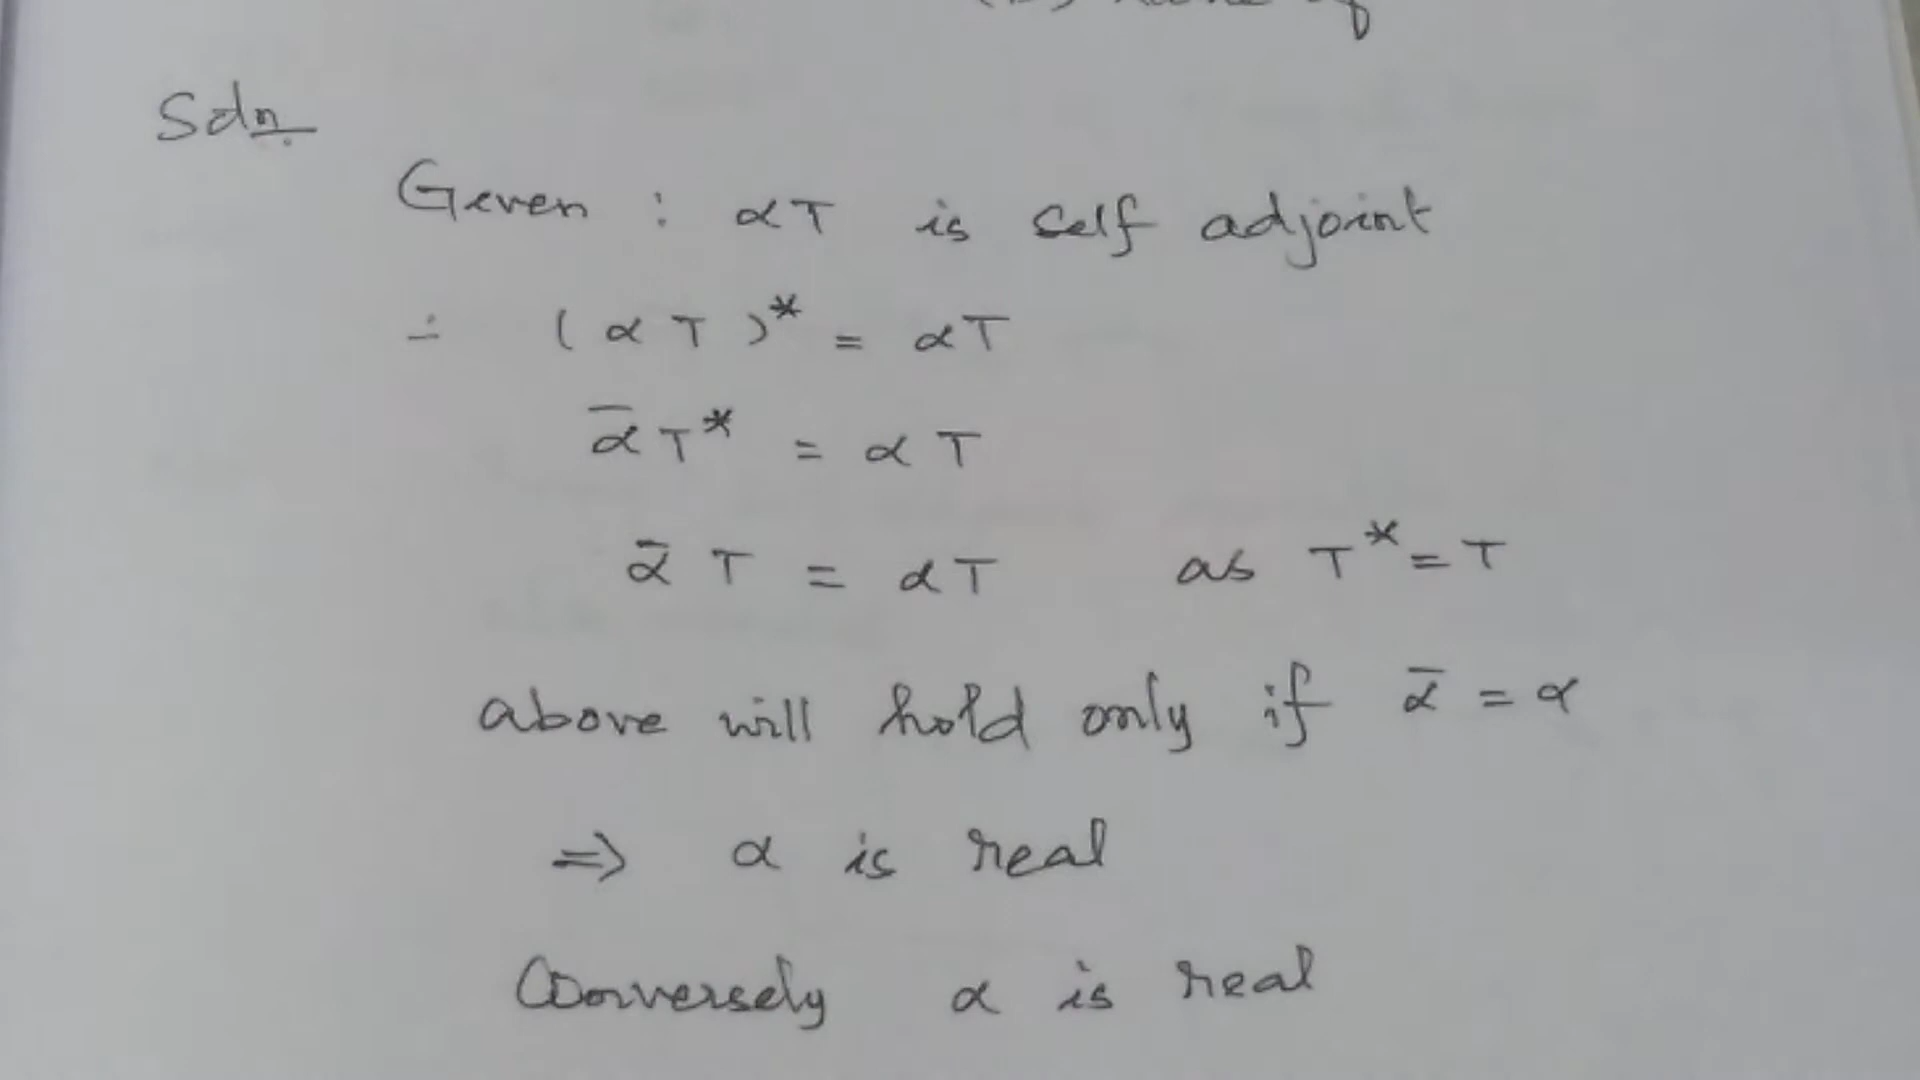 Soln
Given : αT is self adjoint
∴ (αT)* = αT
ᾱT* = αT
ᾱT = αT as T* = T
above will hold only if ᾱ = α
⇒ α is real
Conversely α is real